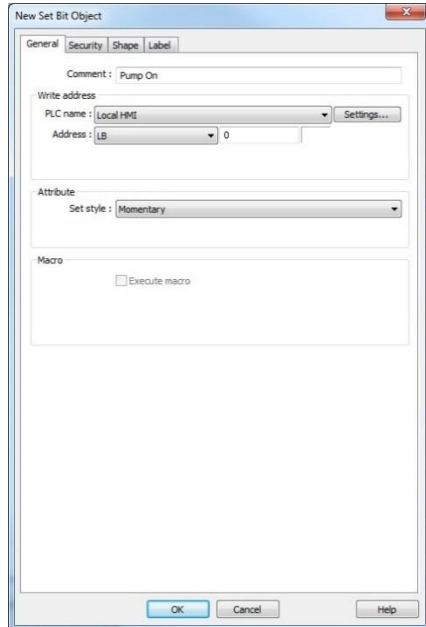 New Set Bit Object
General Security Shape Label
Comment : Pump On
Write address
PLC name : Local HMI Settings...
Address : LB 0
Attribute
Set style : Momentary
Macro
Execute macro
OK Cancel Help